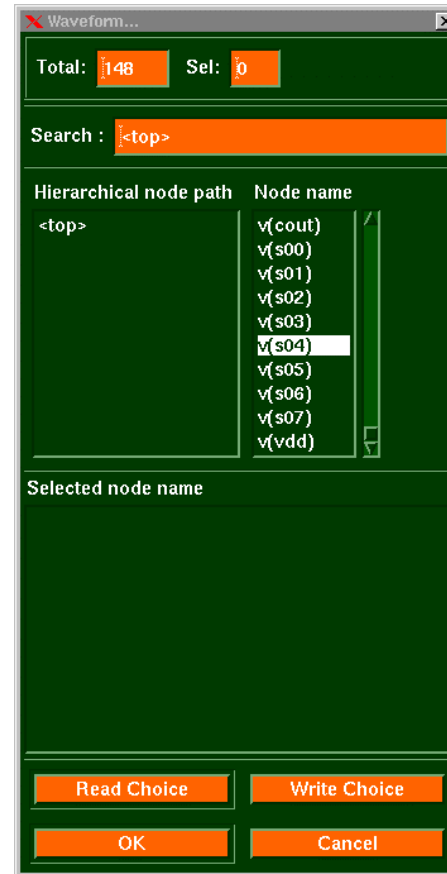 Waveform...
Total: 148 Sel: 0
Search : <top>
Hierarchical node path Node name
<top>
v(cout)
v(s00)
v(s01)
v(s02)
v(s03)
v(s04)
v(s05)
v(s06)
v(s07)
v(vdd)
Selected node name
Read Choice Write Choice
OK Cancel